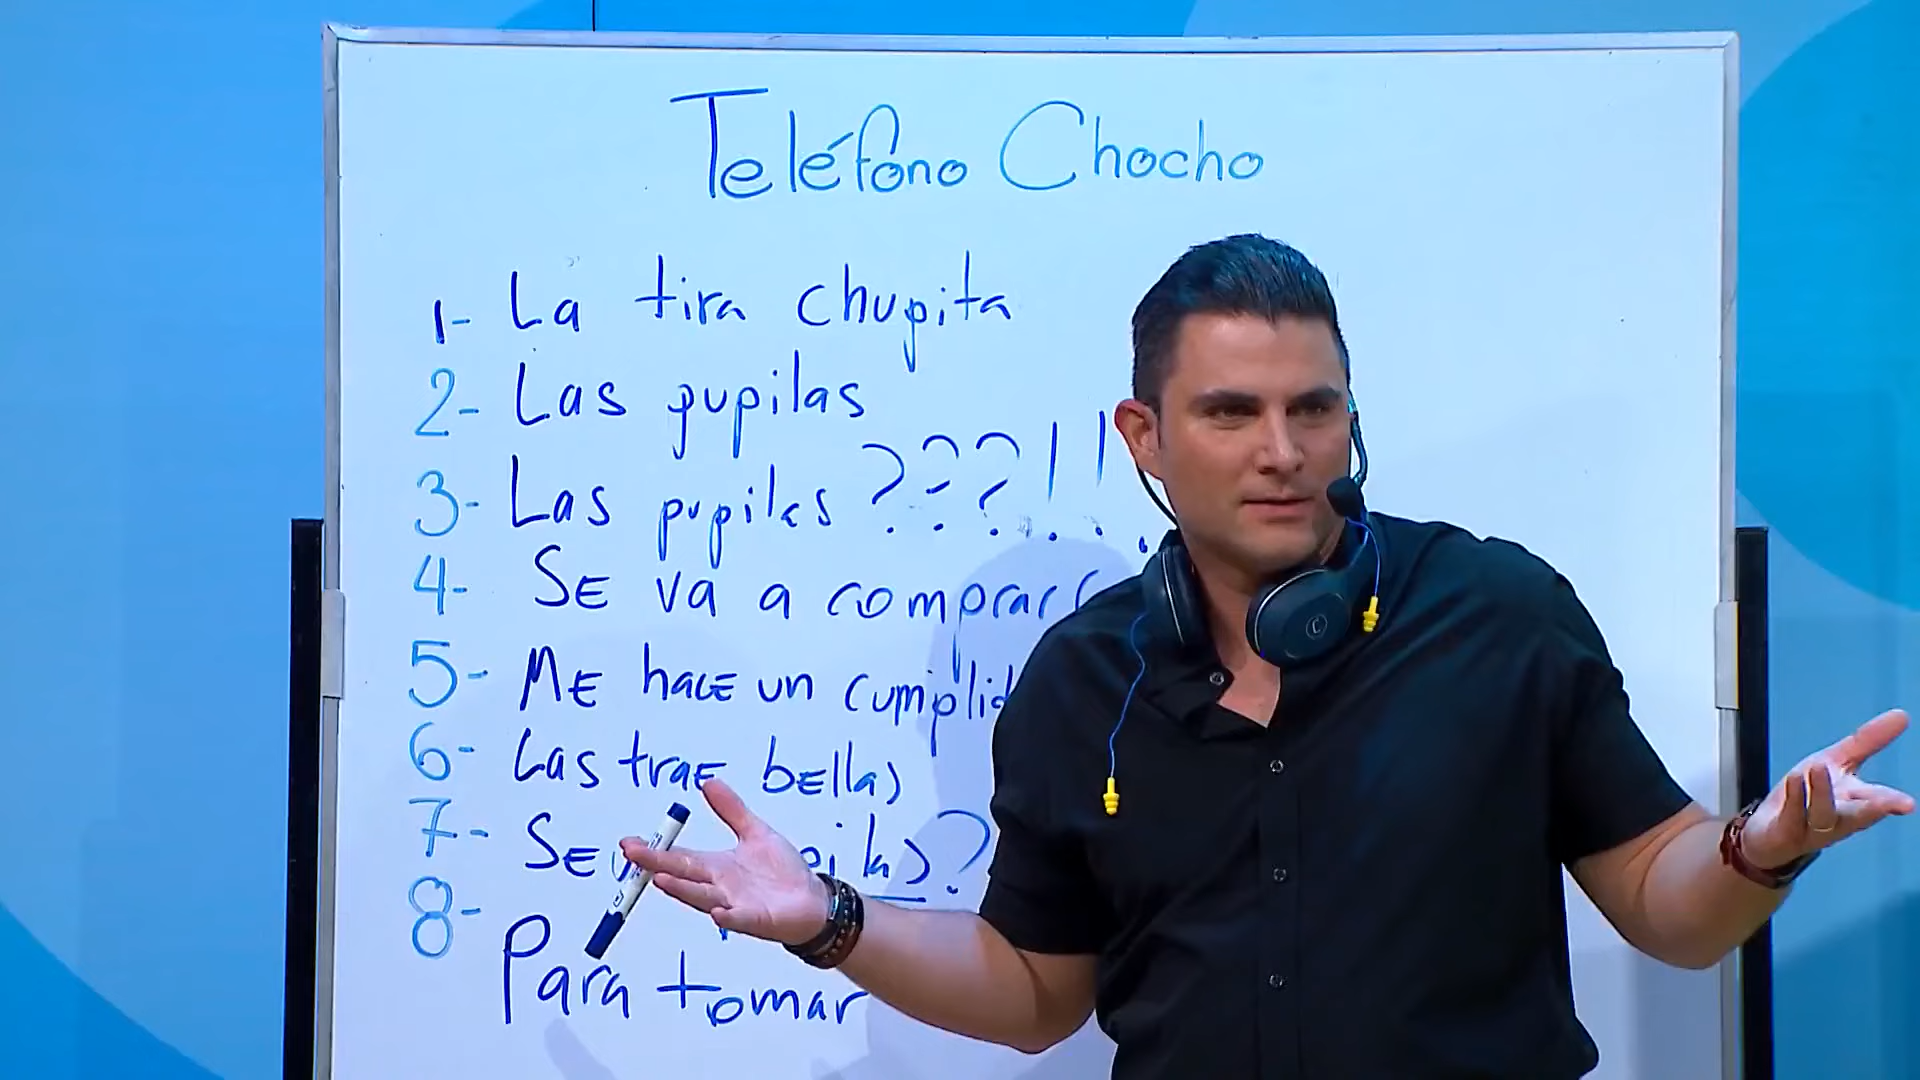 Teléfono Chocho
1- La tira chupita
2- Las pupilas
3- Las pupilas ???!!
4- SE va a comprar
5- ME hacE un
6- Las traE bellas
7- SE
8- Para tomar
C